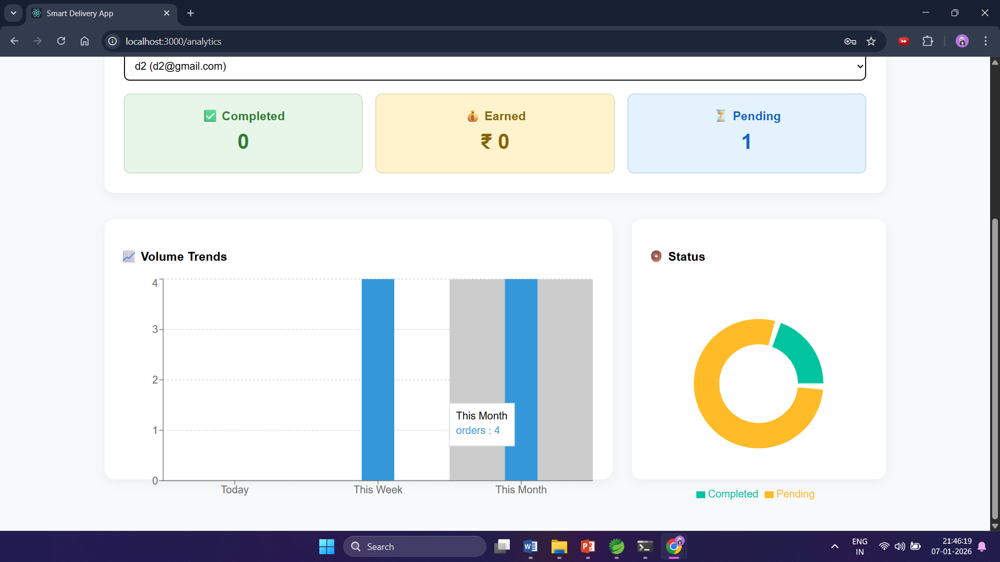 Smart Delivery App
localhost:3000/analytics
d2 (d2@gmail.com)
✅ Completed
0
💰 Earned
₹ 0
⏳ Pending
1
📈 Volume Trends
4
3
2
1
0
Today
This Week
This Month
This Month
orders : 4
🍩 Status
Completed
Pending
Search
ENG
IN
21:46:19
07-01-2026